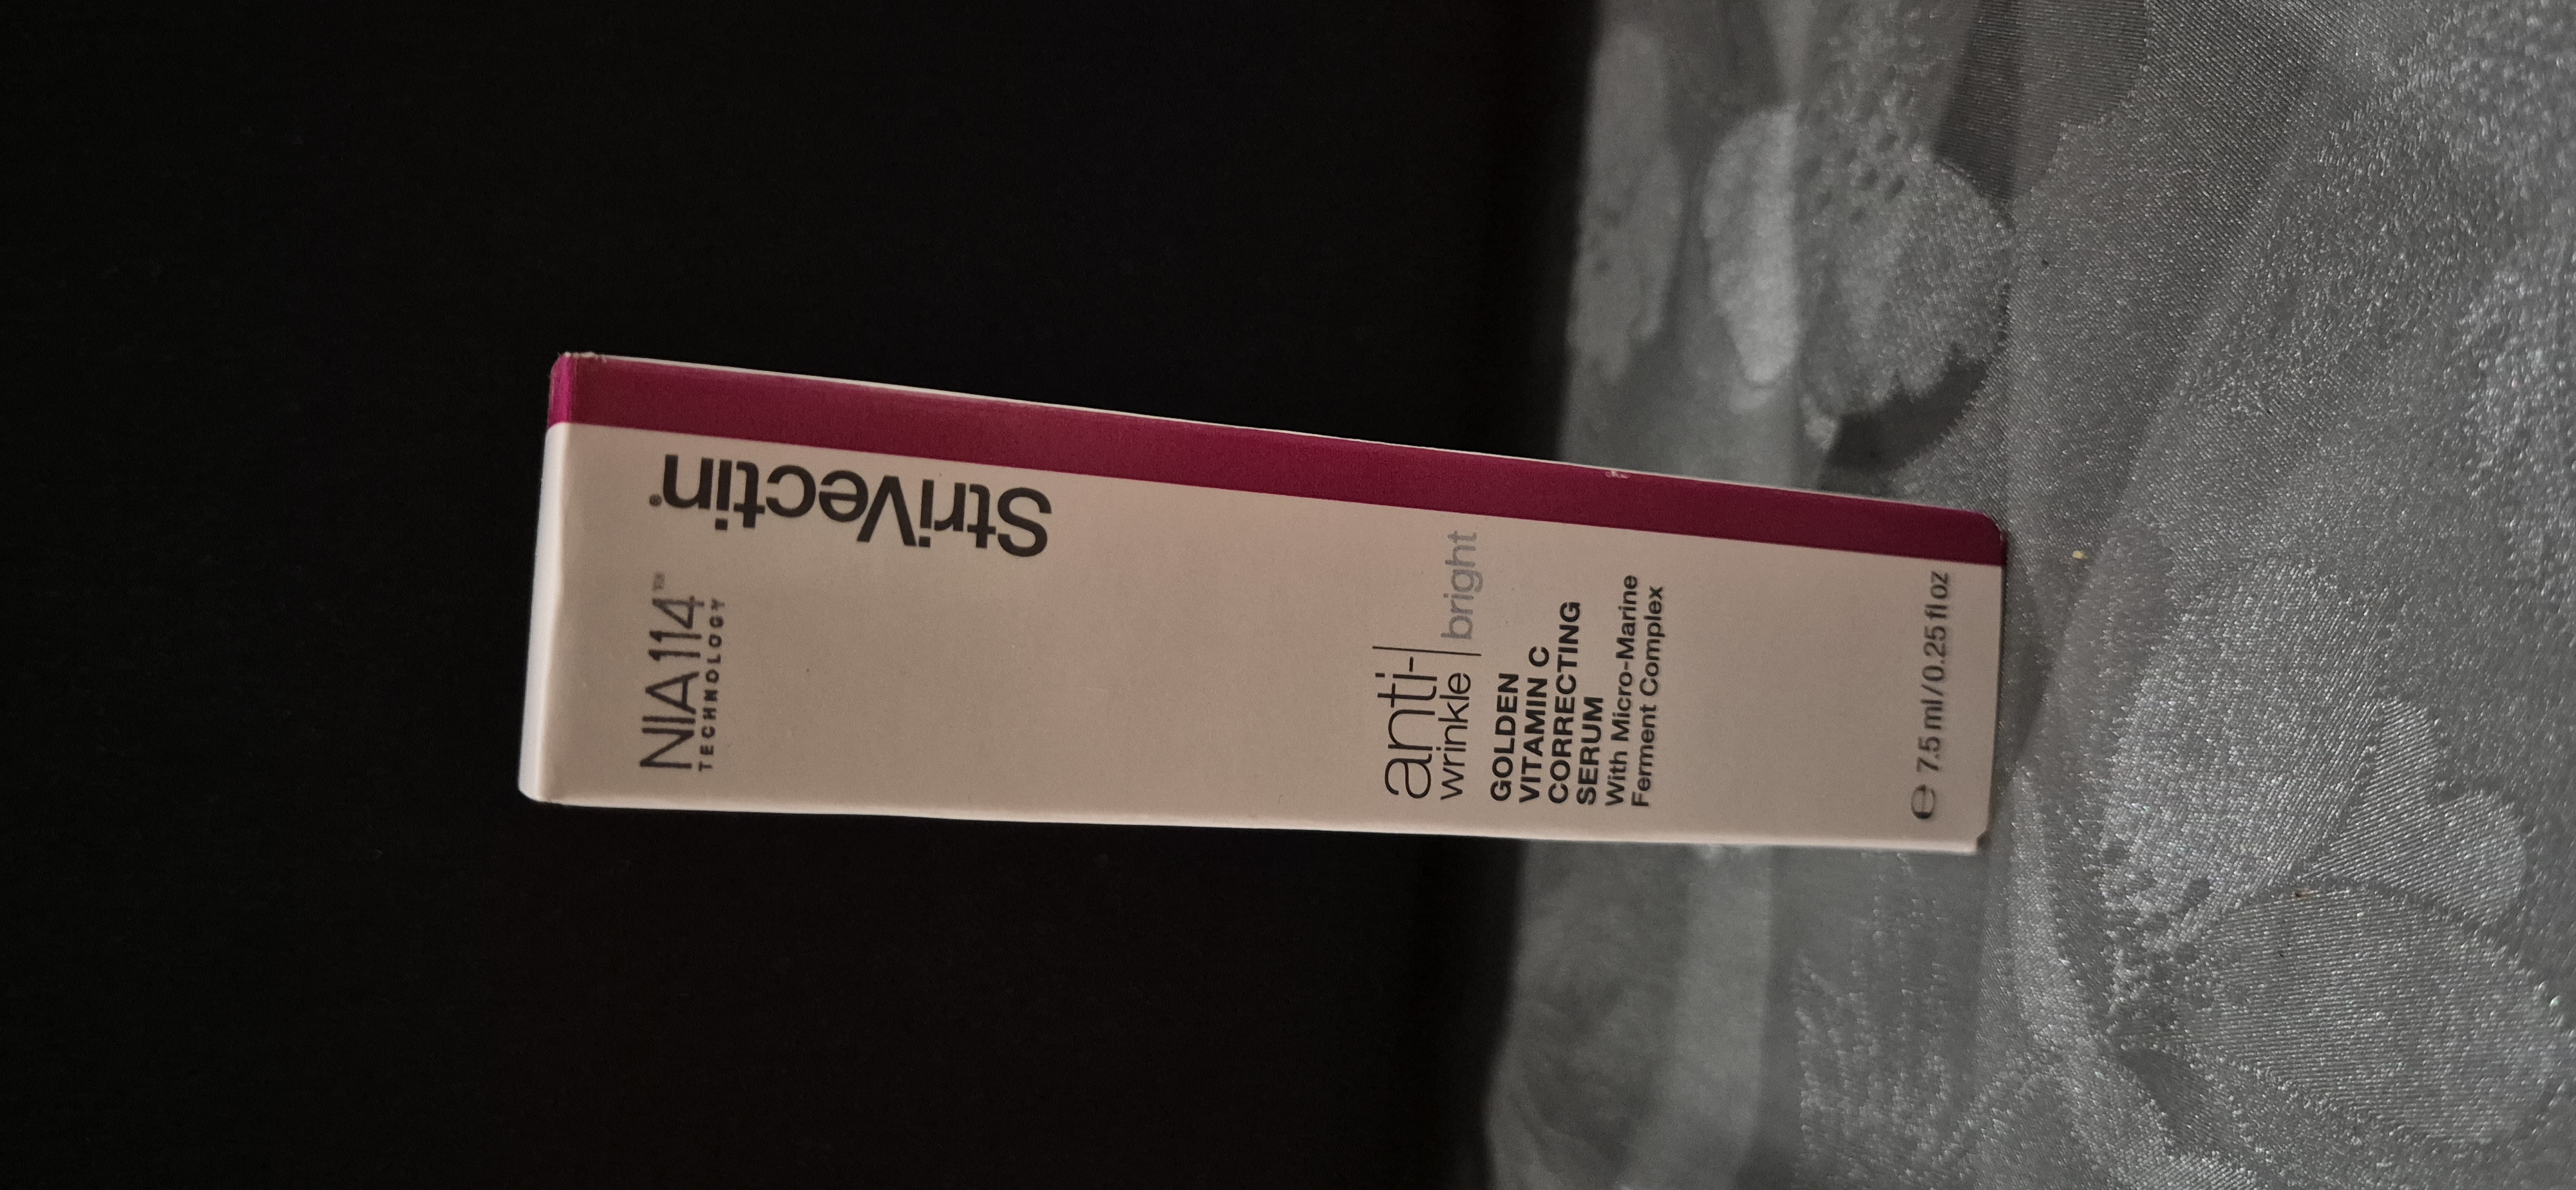 NIA114™
TECHNOLOGY
StriVectin®
anti-
wrinkle | bright
GOLDEN
VITAMIN C
CORRECTING
SERUM
With Micro-Marine
Ferment Complex
℮ 7.5 ml/0.25 fl oz